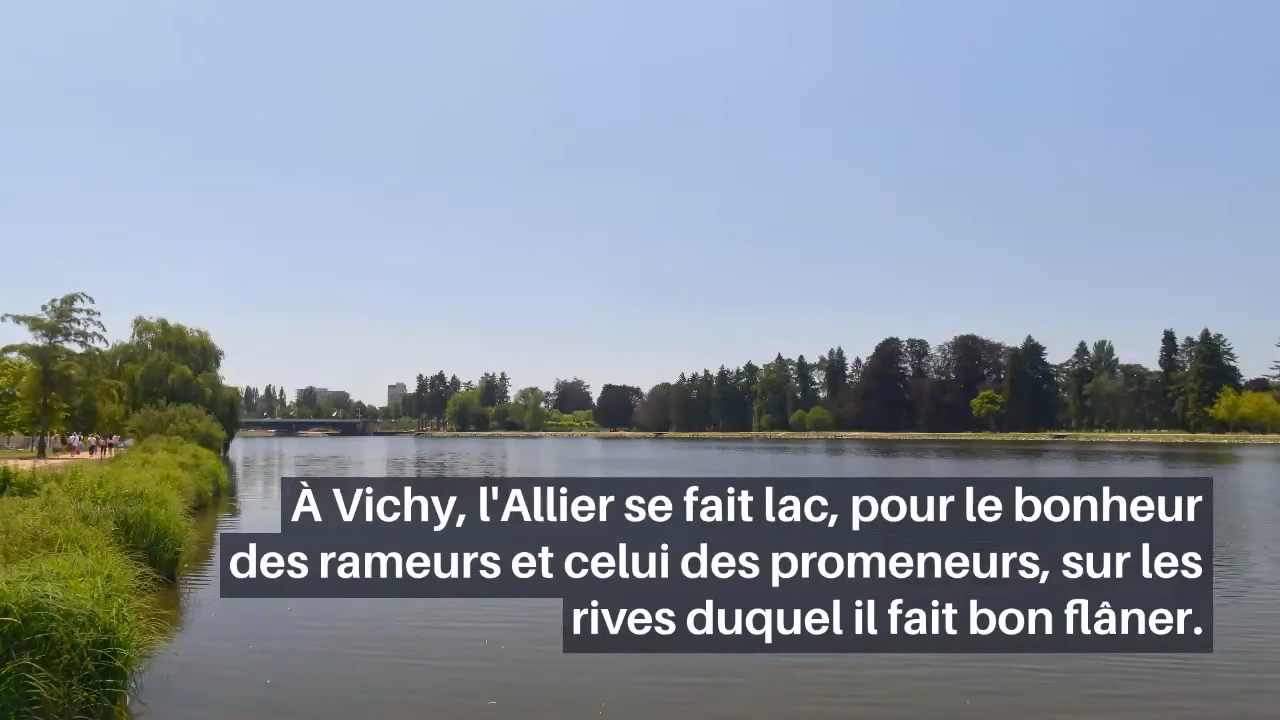 À Vichy, l'Allier se fait lac, pour le bonheur
des rameurs et celui des promeneurs, sur les
rives duquel il fait bon flâner.